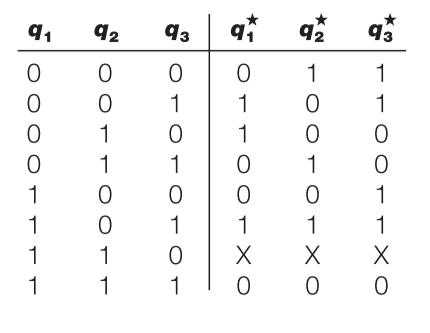 q1 q2 q3 q1★ q2★ q3★
0 0 0 0 1 1
0 0 1 1 0 1
0 1 0 1 0 0
0 1 1 0 1 0
1 0 0 0 0 1
1 0 1 1 1 1
1 1 0 X X X
1 1 1 0 0 0